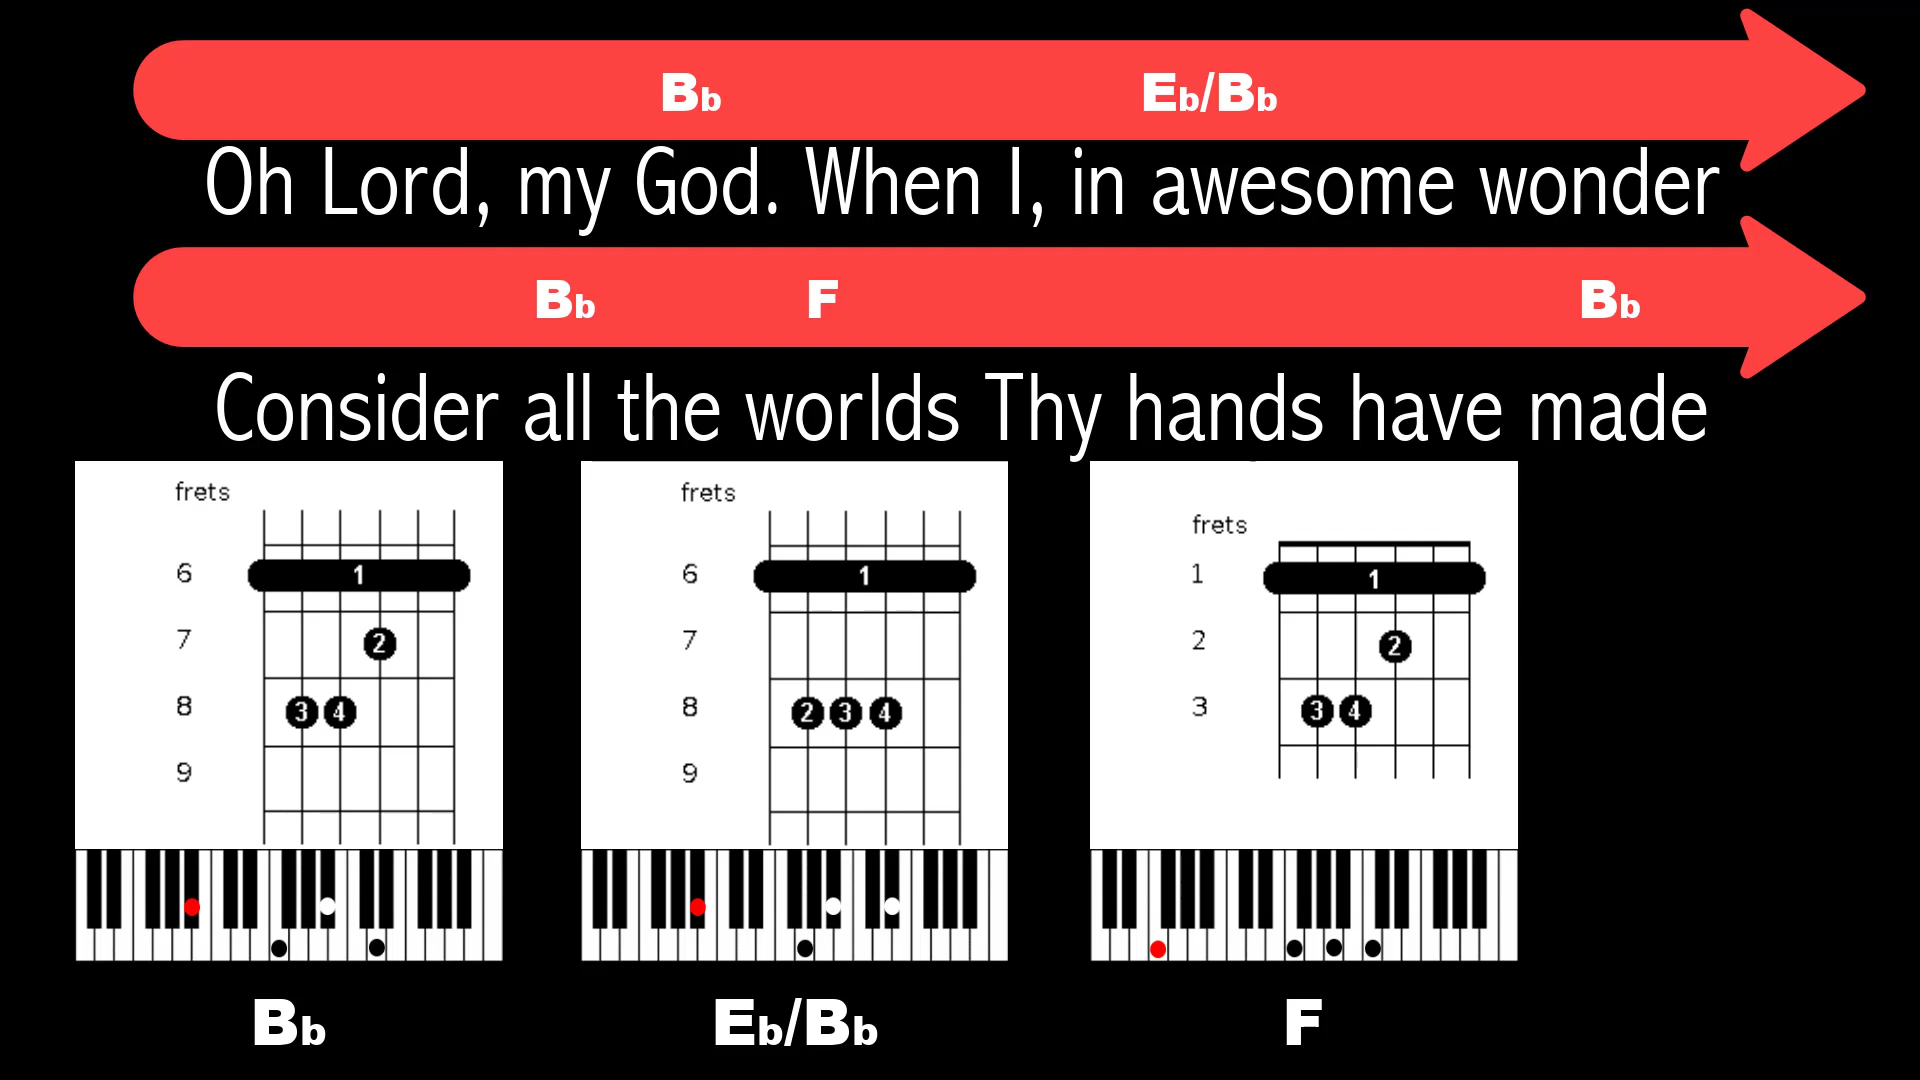 Bb Eb/Bb
Oh Lord, my God. When I, in awesome wonder
Bb F Bb
Consider all the worlds Thy hands have made
frets
6 1
7 2
8 3 4
9
frets
6 1
7
8 2 3 4
9
frets
1 1
2 2
3 3 4
Bb Eb/Bb F